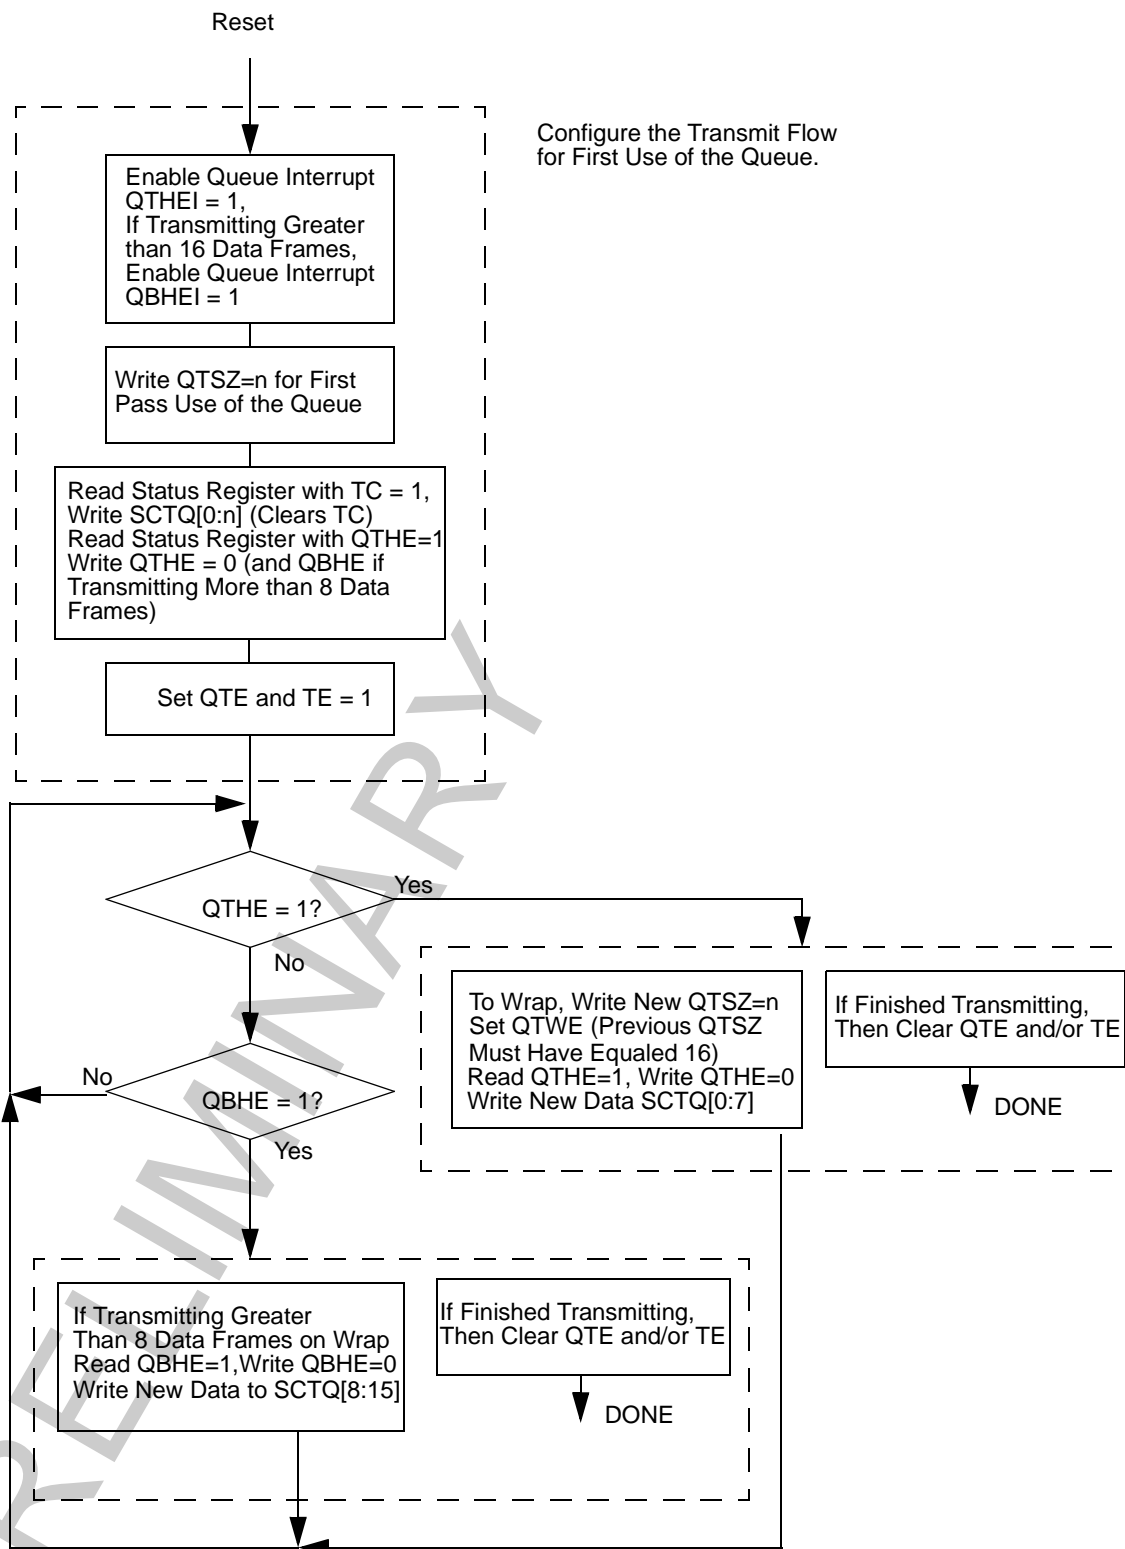 Reset
Configure the Transmit Flow
for First Use of the Queue.
Enable Queue Interrupt
QTHEI = 1,
If Transmitting Greater
than 16 Data Frames,
Enable Queue Interrupt
QBHEI = 1
Write QTSZ=n for First
Pass Use of the Queue
Read Status Register with TC = 1,
Write SCTQ[0:n] (Clears TC)
Read Status Register with QTHE=1
Write QTHE = 0 (and QBHE if
Transmitting More than 8 Data
Frames)
Set QTE and TE = 1
QTHE = 1?
Yes
No
To Wrap, Write New QTSZ=n
Set QTWE (Previous QTSZ
Must Have Equaled 16)
Read QTHE=1, Write QTHE=0
Write New Data SCTQ[0:7]
If Finished Transmitting,
Then Clear QTE and/or TE
DONE
No
QBHE = 1?
Yes
If Transmitting Greater
Than 8 Data Frames on Wrap
Read QBHE=1,Write QBHE=0
Write New Data to SCTQ[8:15]
If Finished Transmitting,
Then Clear QTE and/or TE
DONE
RELIMINARY